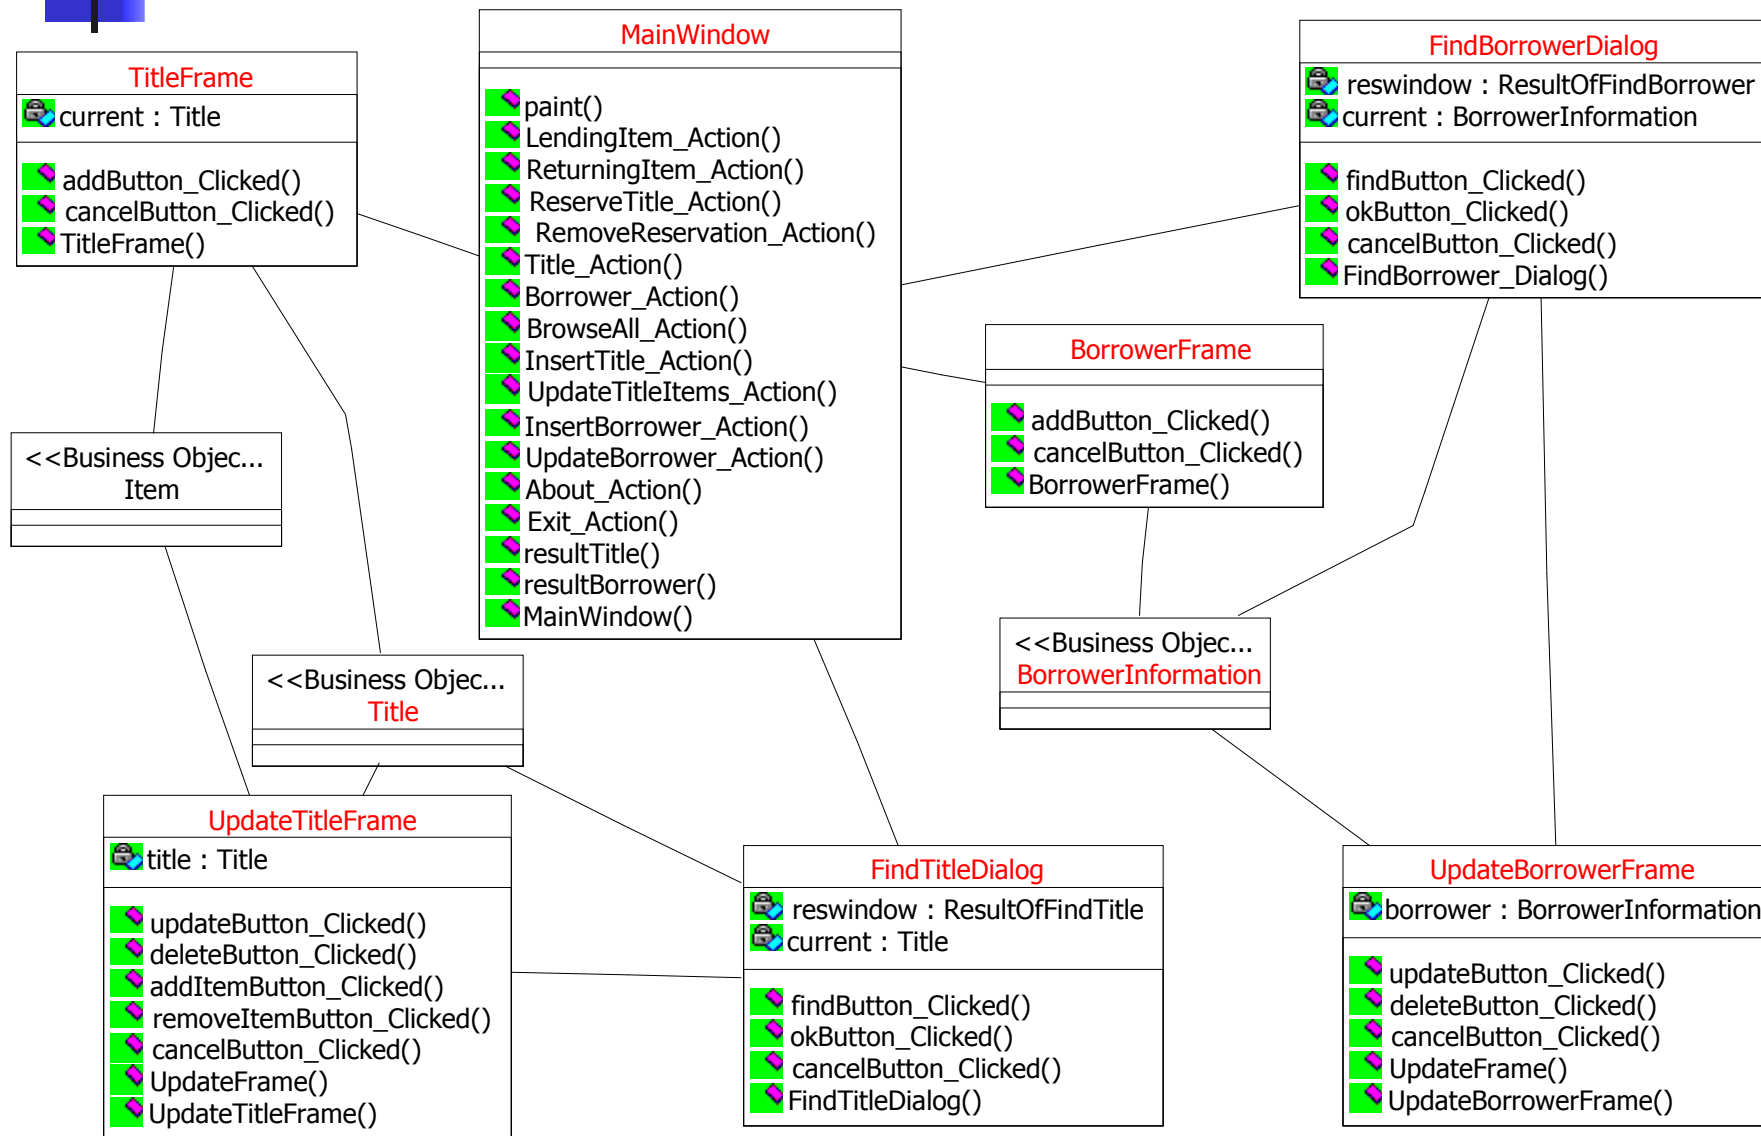 TitleFrame
current : Title
addButton_Clicked()
cancelButton_Clicked()
TitleFrame()
MainWindow
paint()
LendingItem_Action()
ReturningItem_Action()
ReserveTitle_Action()
RemoveReservation_Action()
Title_Action()
Borrower_Action()
BrowseAll_Action()
InsertTitle_Action()
UpdateTitleItems_Action()
InsertBorrower_Action()
UpdateBorrower_Action()
About_Action()
Exit_Action()
resultTitle()
resultBorrower()
MainWindow()
FindBorrowerDialog
reswindow : ResultOfFindBorrower
current : BorrowerInformation
findButton_Clicked()
okButton_Clicked()
cancelButton_Clicked()
FindBorrower_Dialog()
BorrowerFrame
addButton_Clicked()
cancelButton_Clicked()
BorrowerFrame()
<<Business Objec...
Item
<<Business Objec...
Title
<<Business Objec...
BorrowerInformation
UpdateTitleFrame
title : Title
updateButton_Clicked()
deleteButton_Clicked()
addItemButton_Clicked()
removeItemButton_Clicked()
cancelButton_Clicked()
UpdateFrame()
UpdateTitleFrame()
FindTitleDialog
reswindow : ResultOfFindTitle
current : Title
findButton_Clicked()
okButton_Clicked()
cancelButton_Clicked()
FindTitleDialog()
UpdateBorrowerFrame
borrower : BorrowerInformation
updateButton_Clicked()
deleteButton_Clicked()
cancelButton_Clicked()
UpdateFrame()
UpdateBorrowerFrame()